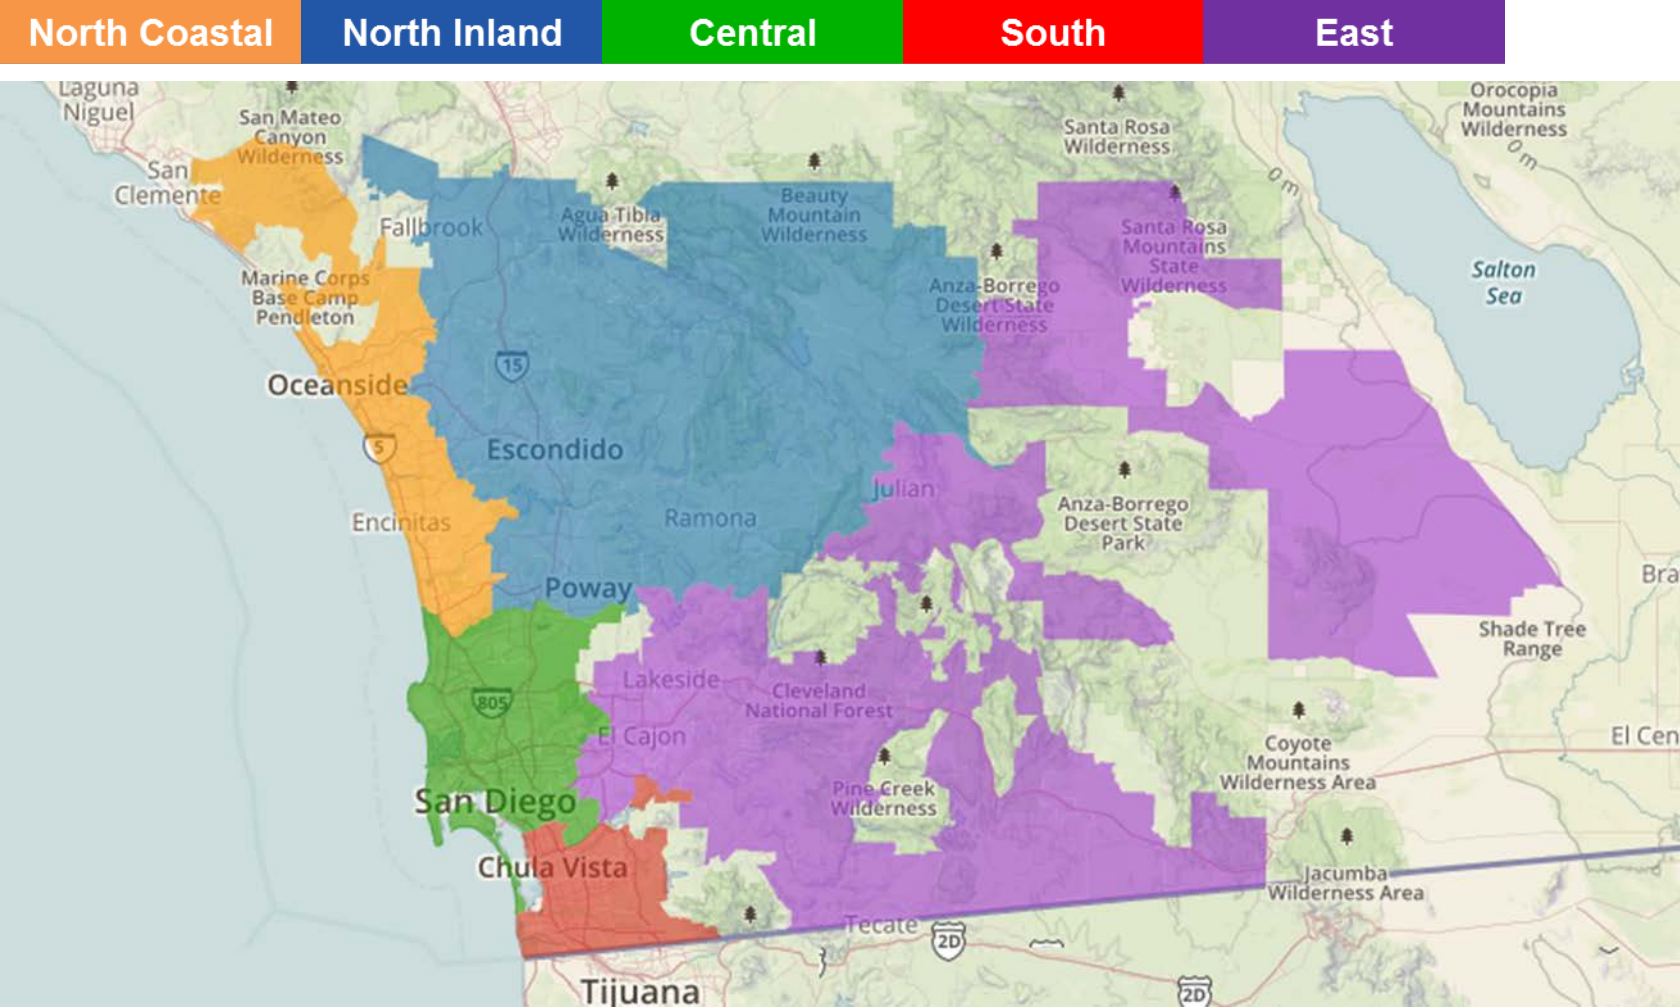 North Coastal
North Inland
Central
South
East
Laguna
Niguel
San Mateo
Canyon
Wilderness
Santa Rosa
Wilderness
Orocopia
Mountains
Wilderness
0 m
0 m
San
Clemente
Fallbrook
Agua Tibia
Wilderness
Beauty
Mountain
Wilderness
Santa Rosa
Mountains
State
Wilderness
Salton
Sea
Marine Corps
Base Camp
Pendleton
Anza-Borrego
Desert State
Wilderness
15
Oceanside
5
Escondido
Julian
Encinitas
Ramona
Anza-Borrego
Desert State
Park
Poway
Bra
Shade Tree
Range
Lakeside
Cleveland
National Forest
805
El Cajon
El Cen
Coyote
Mountains
Wilderness Area
San Diego
Pine Creek
Wilderness
Chula Vista
Jacumba
Wilderness Area
Tecate
2D
Tijuana
2D